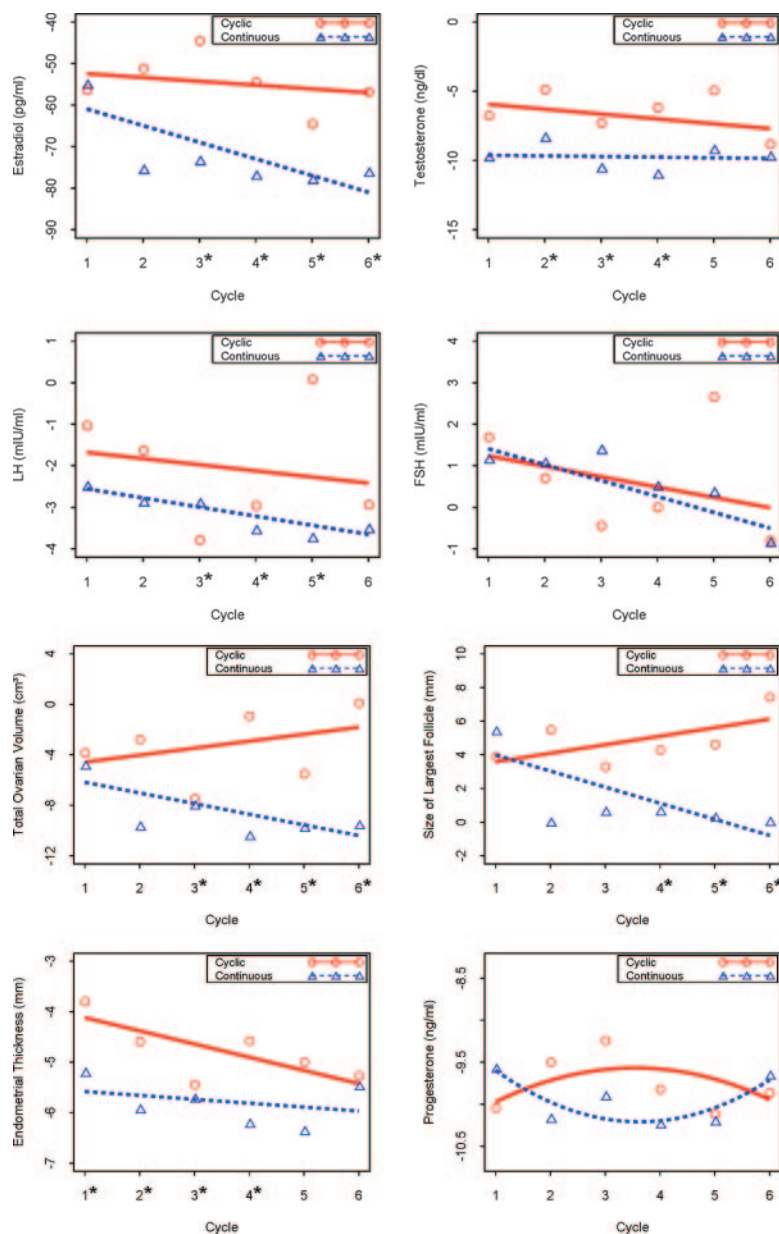 Cyclic
Continuous
Estradiol (pg/ml)
-40
-50
-60
-70
-80
-90
1 2 3* 4* 5* 6*
Cycle
Cyclic
Continuous
Testosterone (ng/dl)
0
-5
-10
-15
1 2* 3* 4* 5 6
Cycle
Cyclic
Continuous
LH (mIU/ml)
1
0
-1
-2
-3
-4
1 2 3* 4* 5* 6
Cycle
Cyclic
Continuous
FSH (mIU/ml)
4
3
2
1
0
-1
1 2 3 4 5 6
Cycle
Cyclic
Continuous
Total Ovarian Volume (cm³)
4
0
-4
-8
-12
1 2 3* 4* 5* 6*
Cycle
Cyclic
Continuous
Size of Largest Follicle (mm)
10
8
6
4
2
0
-2
1 2 3 4* 5* 6*
Cycle
Cyclic
Continuous
Endometrial Thickness (mm)
-3
-4
-5
-6
-7
1* 2* 3* 4* 5 6
Cycle
Cyclic
Continuous
Progesterone (ng/ml)
-8.5
-9.5
-10.5
1 2 3 4 5 6
Cycle